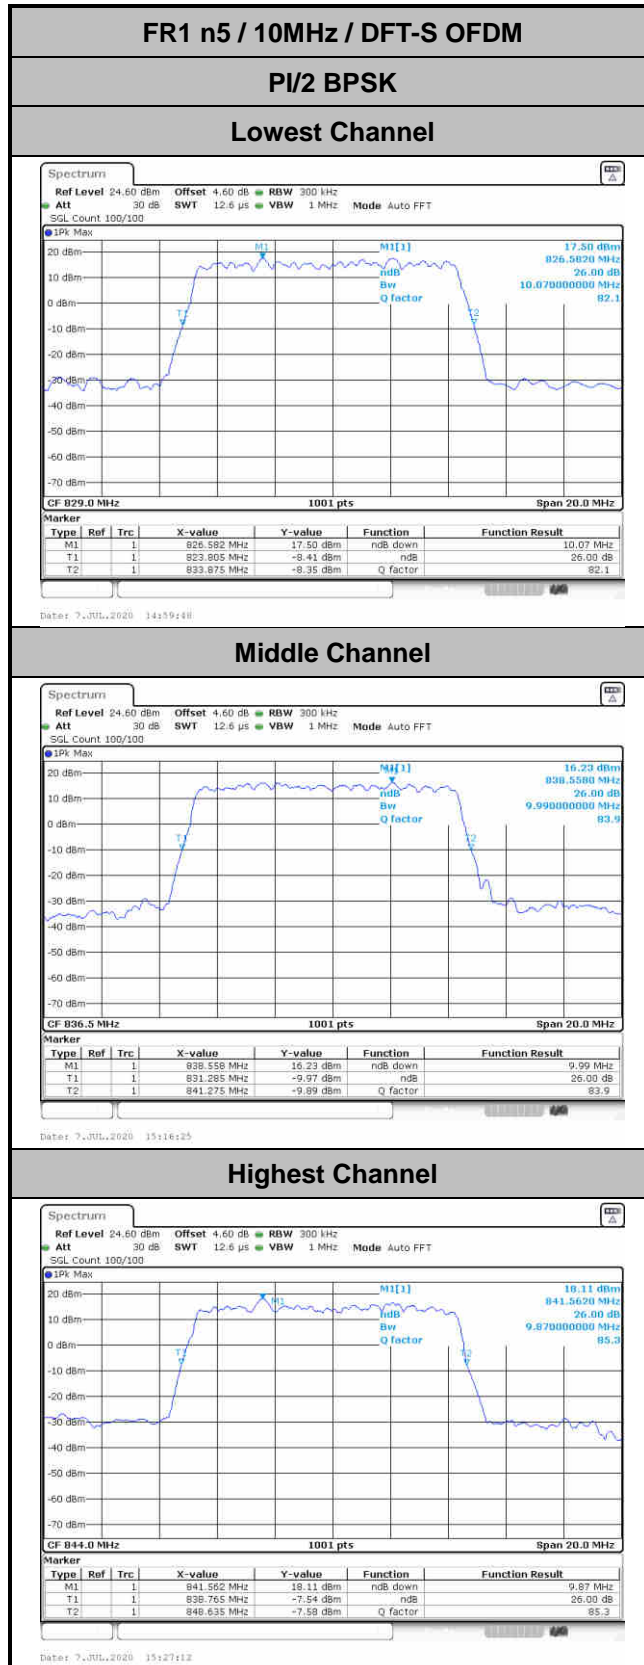 FR1 n5 / 10MHz / DFT-S OFDM
PI/2 BPSK
Lowest Channel
Spectrum
Ref Level 24.60 dBm Offset 4.60 dB RBW 300 kHz
Att 30 dB SWT 12.6 µs VBW 1 MHz Mode Auto FFT
SGL Count 100/100
1Pk Max
M1[1] 17.50 dBm
826.5820 MHz
ndB 26.00 dB
Bw 10.070000000 MHz
Q factor 82.1
M1
T1
T2
20 dBm
10 dBm
0 dBm
-10 dBm
-20 dBm
-30 dBm
-40 dBm
-50 dBm
-60 dBm
-70 dBm
CF 829.0 MHz 1001 pts Span 20.0 MHz
Marker
Type Ref Trc X-value Y-value Function Function Result
M1 1 826.582 MHz 17.50 dBm ndB down 10.07 MHz
T1 1 823.805 MHz -8.41 dBm ndB 26.00 dB
T2 1 833.875 MHz -8.35 dBm Q factor 82.1
Date: 7.JUL.2020 14:59:48
Middle Channel
Spectrum
Ref Level 24.60 dBm Offset 4.60 dB RBW 300 kHz
Att 30 dB SWT 12.6 µs VBW 1 MHz Mode Auto FFT
SGL Count 100/100
1Pk Max
M1[1] 16.23 dBm
838.5580 MHz
ndB 26.00 dB
Bw 9.990000000 MHz
Q factor 83.9
T1
T2
20 dBm
10 dBm
0 dBm
-10 dBm
-20 dBm
-30 dBm
-40 dBm
-50 dBm
-60 dBm
-70 dBm
CF 836.5 MHz 1001 pts Span 20.0 MHz
Marker
Type Ref Trc X-value Y-value Function Function Result
M1 1 838.558 MHz 16.23 dBm ndB down 9.99 MHz
T1 1 831.285 MHz -9.97 dBm ndB 26.00 dB
T2 1 841.275 MHz -9.89 dBm Q factor 83.9
Date: 7.JUL.2020 15:16:25
Highest Channel
Spectrum
Ref Level 24.60 dBm Offset 4.60 dB RBW 300 kHz
Att 30 dB SWT 12.6 µs VBW 1 MHz Mode Auto FFT
SGL Count 100/100
1Pk Max
M1[1] 18.11 dBm
841.5620 MHz
ndB 26.00 dB
Bw 9.870000000 MHz
Q factor 85.3
M1
T1
T2
20 dBm
10 dBm
0 dBm
-10 dBm
-20 dBm
-30 dBm
-40 dBm
-50 dBm
-60 dBm
-70 dBm
CF 844.0 MHz 1001 pts Span 20.0 MHz
Marker
Type Ref Trc X-value Y-value Function Function Result
M1 1 841.562 MHz 18.11 dBm ndB down 9.87 MHz
T1 1 838.765 MHz -7.54 dBm ndB 26.00 dB
T2 1 848.635 MHz -7.58 dBm Q factor 85.3
Date: 7.JUL.2020 15:27:12